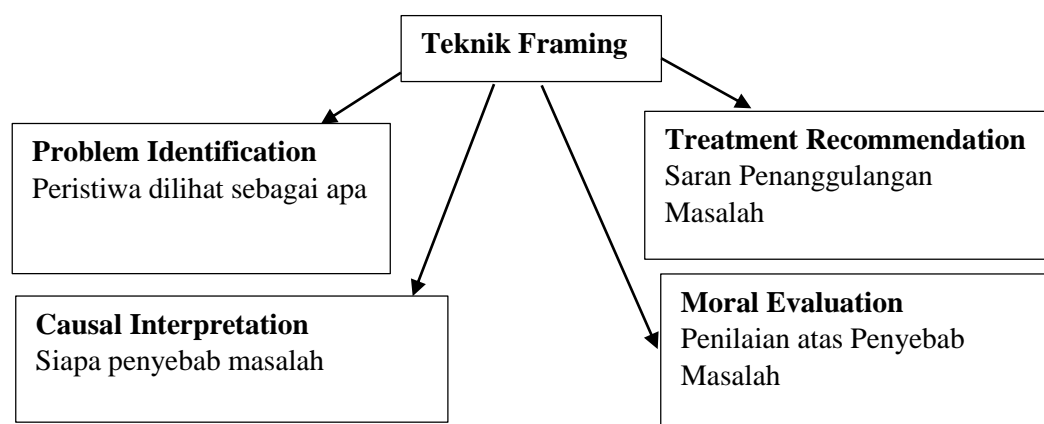 Teknik Framing
Problem Identification
Peristiwa dilihat sebagai apa
Causal Interpretation
Siapa penyebab masalah
Treatment Recommendation
Saran Penanggulangan
Masalah
Moral Evaluation
Penilaian atas Penyebab
Masalah